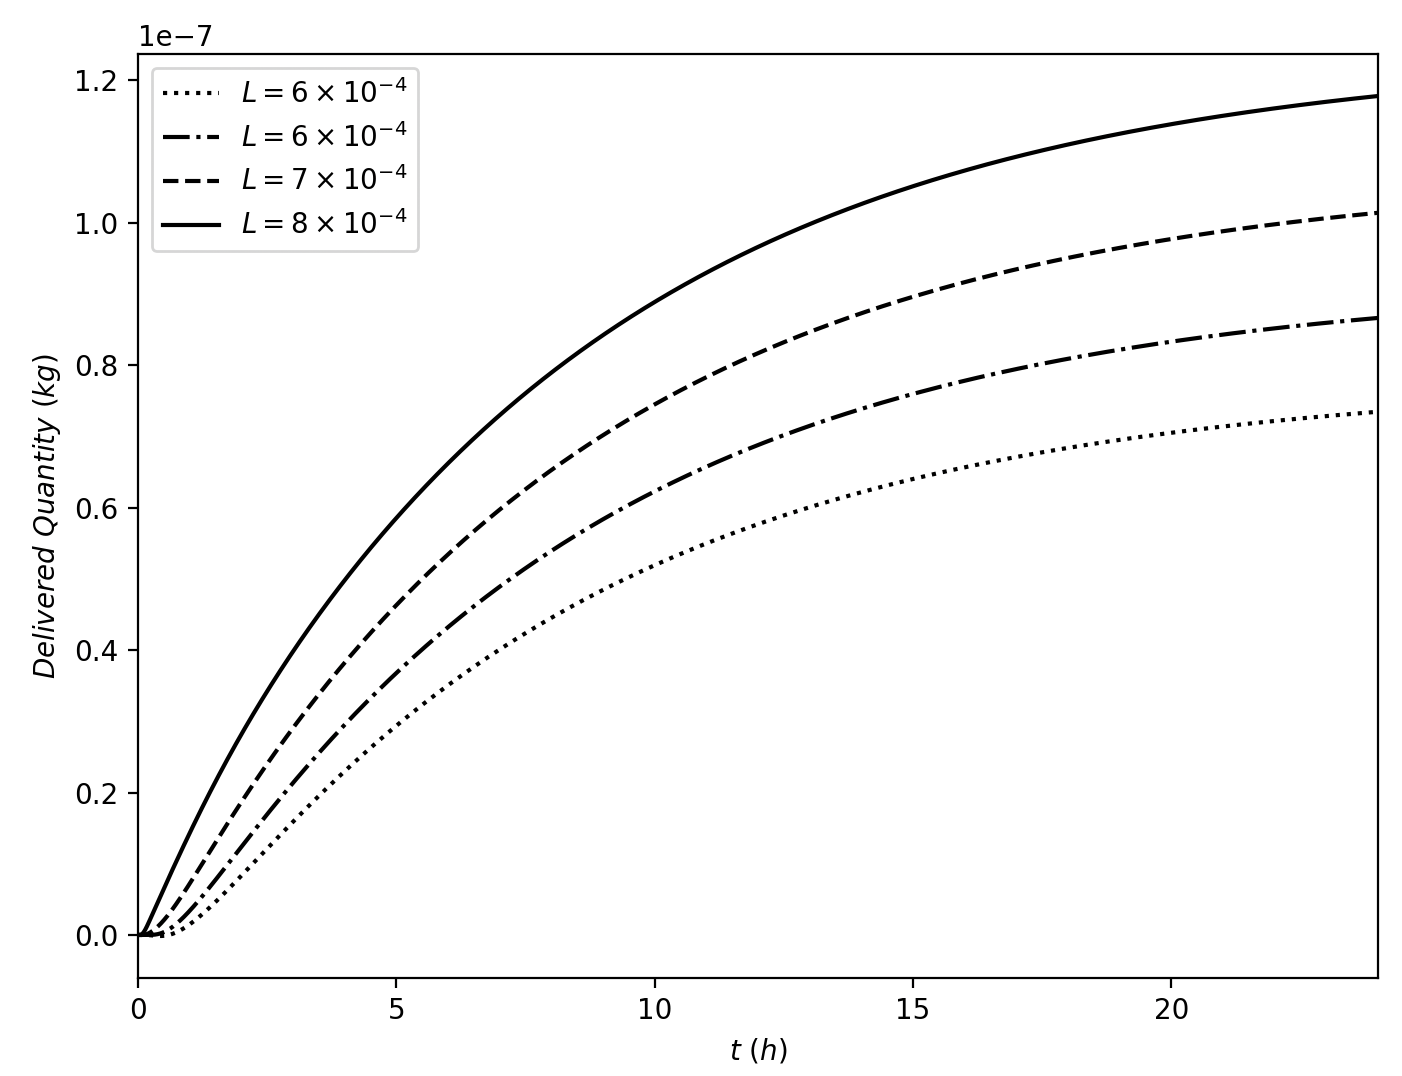 1e−7
1.2
1.0
0.8
0.6
0.4
0.2
0.0
Delivered Quantity (kg)
L = 6 × 10⁻⁴
L = 6 × 10⁻⁴
L = 7 × 10⁻⁴
L = 8 × 10⁻⁴
0 5 10 15 20
t (h)